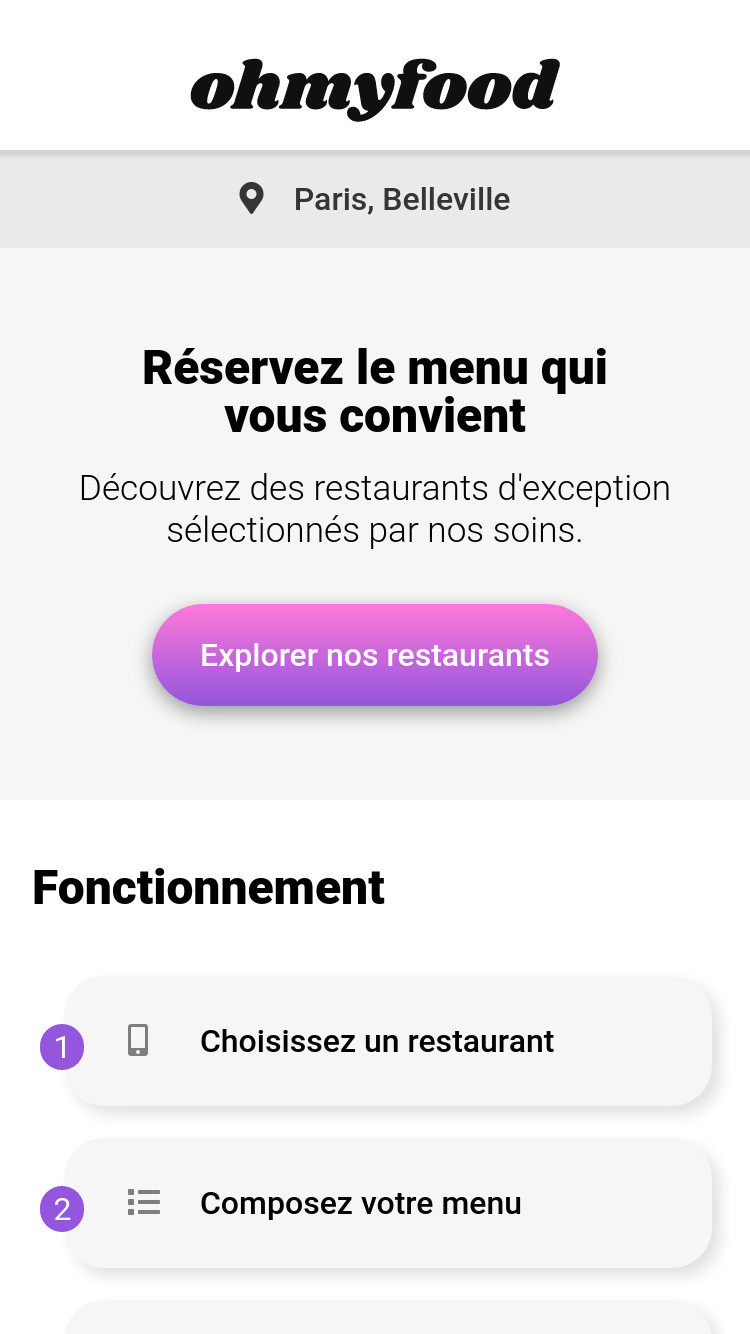 ohmyfood
Paris, Belleville
Réservez le menu qui
vous convient
Découvrez des restaurants d'exception
sélectionnés par nos soins.
Explorer nos restaurants
Fonctionnement
1 Choisissez un restaurant
2 Composez votre menu